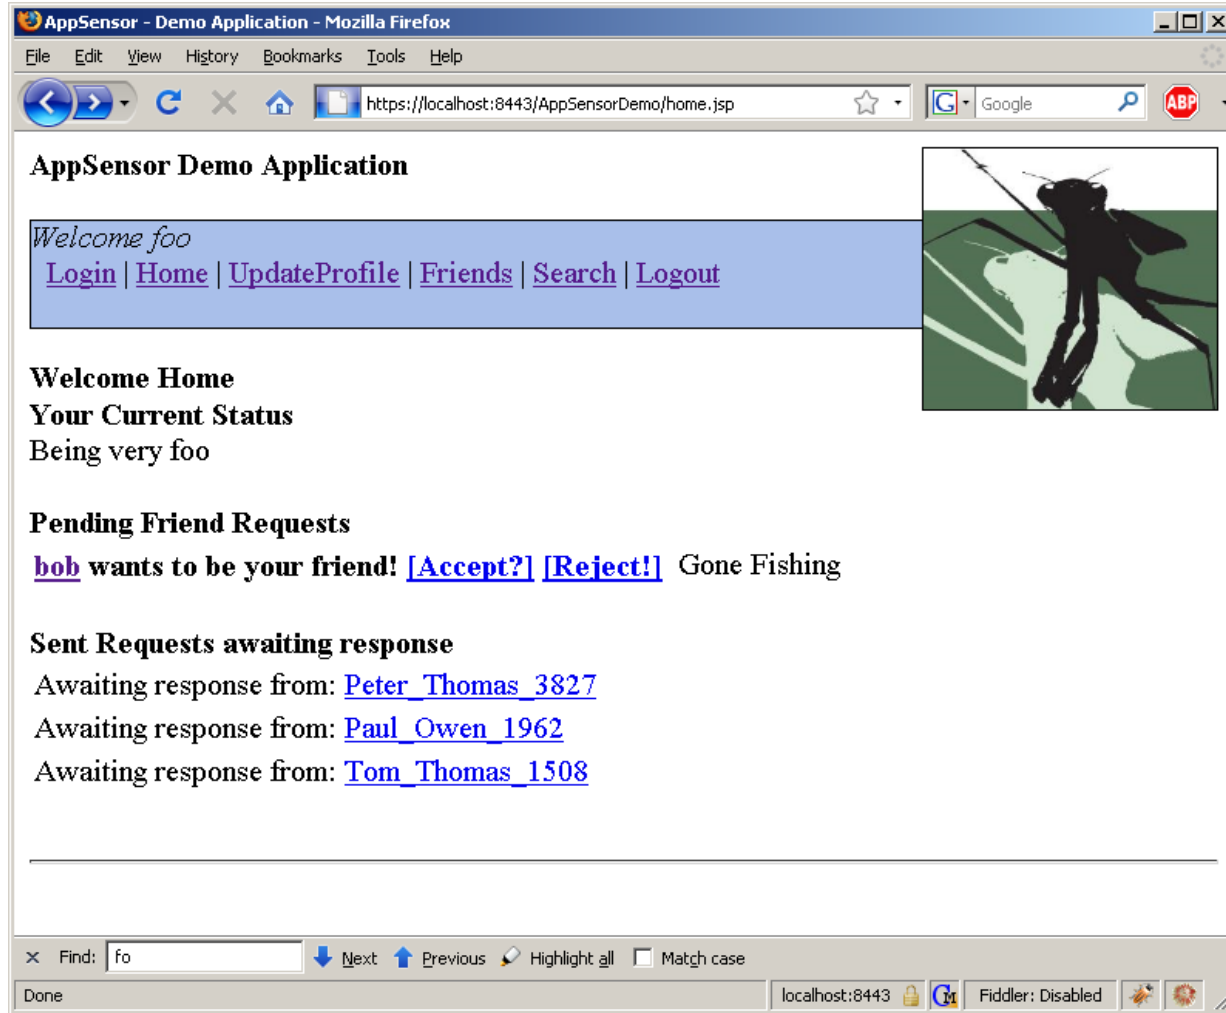 AppSensor - Demo Application - Mozilla Firefox
File Edit View History Bookmarks Tools Help
https://localhost:8443/AppSensorDemo/home.jsp G Google ABP
AppSensor Demo Application
Welcome foo
Login | Home | UpdateProfile | Friends | Search | Logout
Welcome Home
Your Current Status
Being very foo
Pending Friend Requests
bob wants to be your friend! [Accept?] [Reject!] Gone Fishing
Sent Requests awaiting response
Awaiting response from: Peter_Thomas_3827
Awaiting response from: Paul_Owen_1962
Awaiting response from: Tom_Thomas_1508
Find: fo Next Previous Highlight all Match case
Done localhost:8443 Fiddler: Disabled